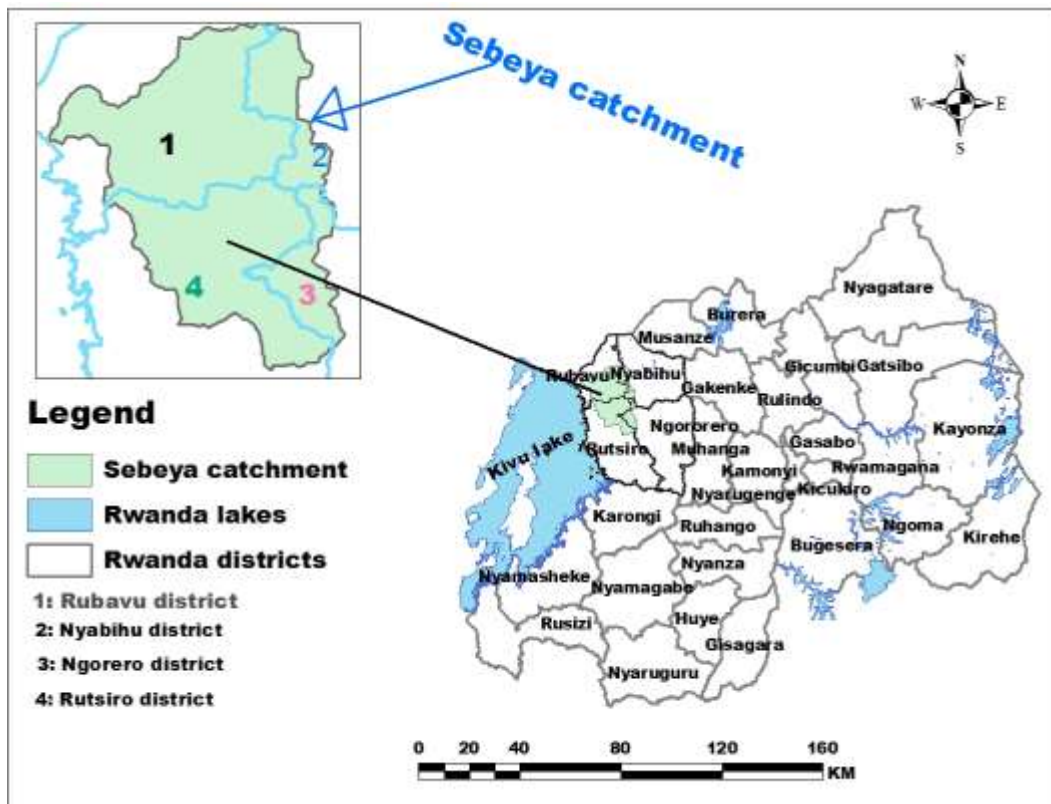 Sebeya catchment
1
2
3
4
N
W E
S
Legend
Sebeya catchment
Rwanda lakes
Rwanda districts
1: Rubavu district
2: Nyabihu district
3: Ngorero district
4: Rutsiro district
Nyagatare
Burera
Musanze
Gicumbi
Gatsibo
Rubavu
Nyabihu
Gakenke
Rulindo
Kayonza
Ngororero
Gasabo
Kivu lake
Rutsiro
Muhanga
Kamonyi
Rwamagana
Nyarugenge
Kicukiro
Karongi
Ruhango
Bugesera
Ngoma
Kirehe
Nyamasheke
Nyamagabe
Nyanza
Rusizi
Huye
Gisagara
Nyaruguru
0 20 40 80 120 160
KM